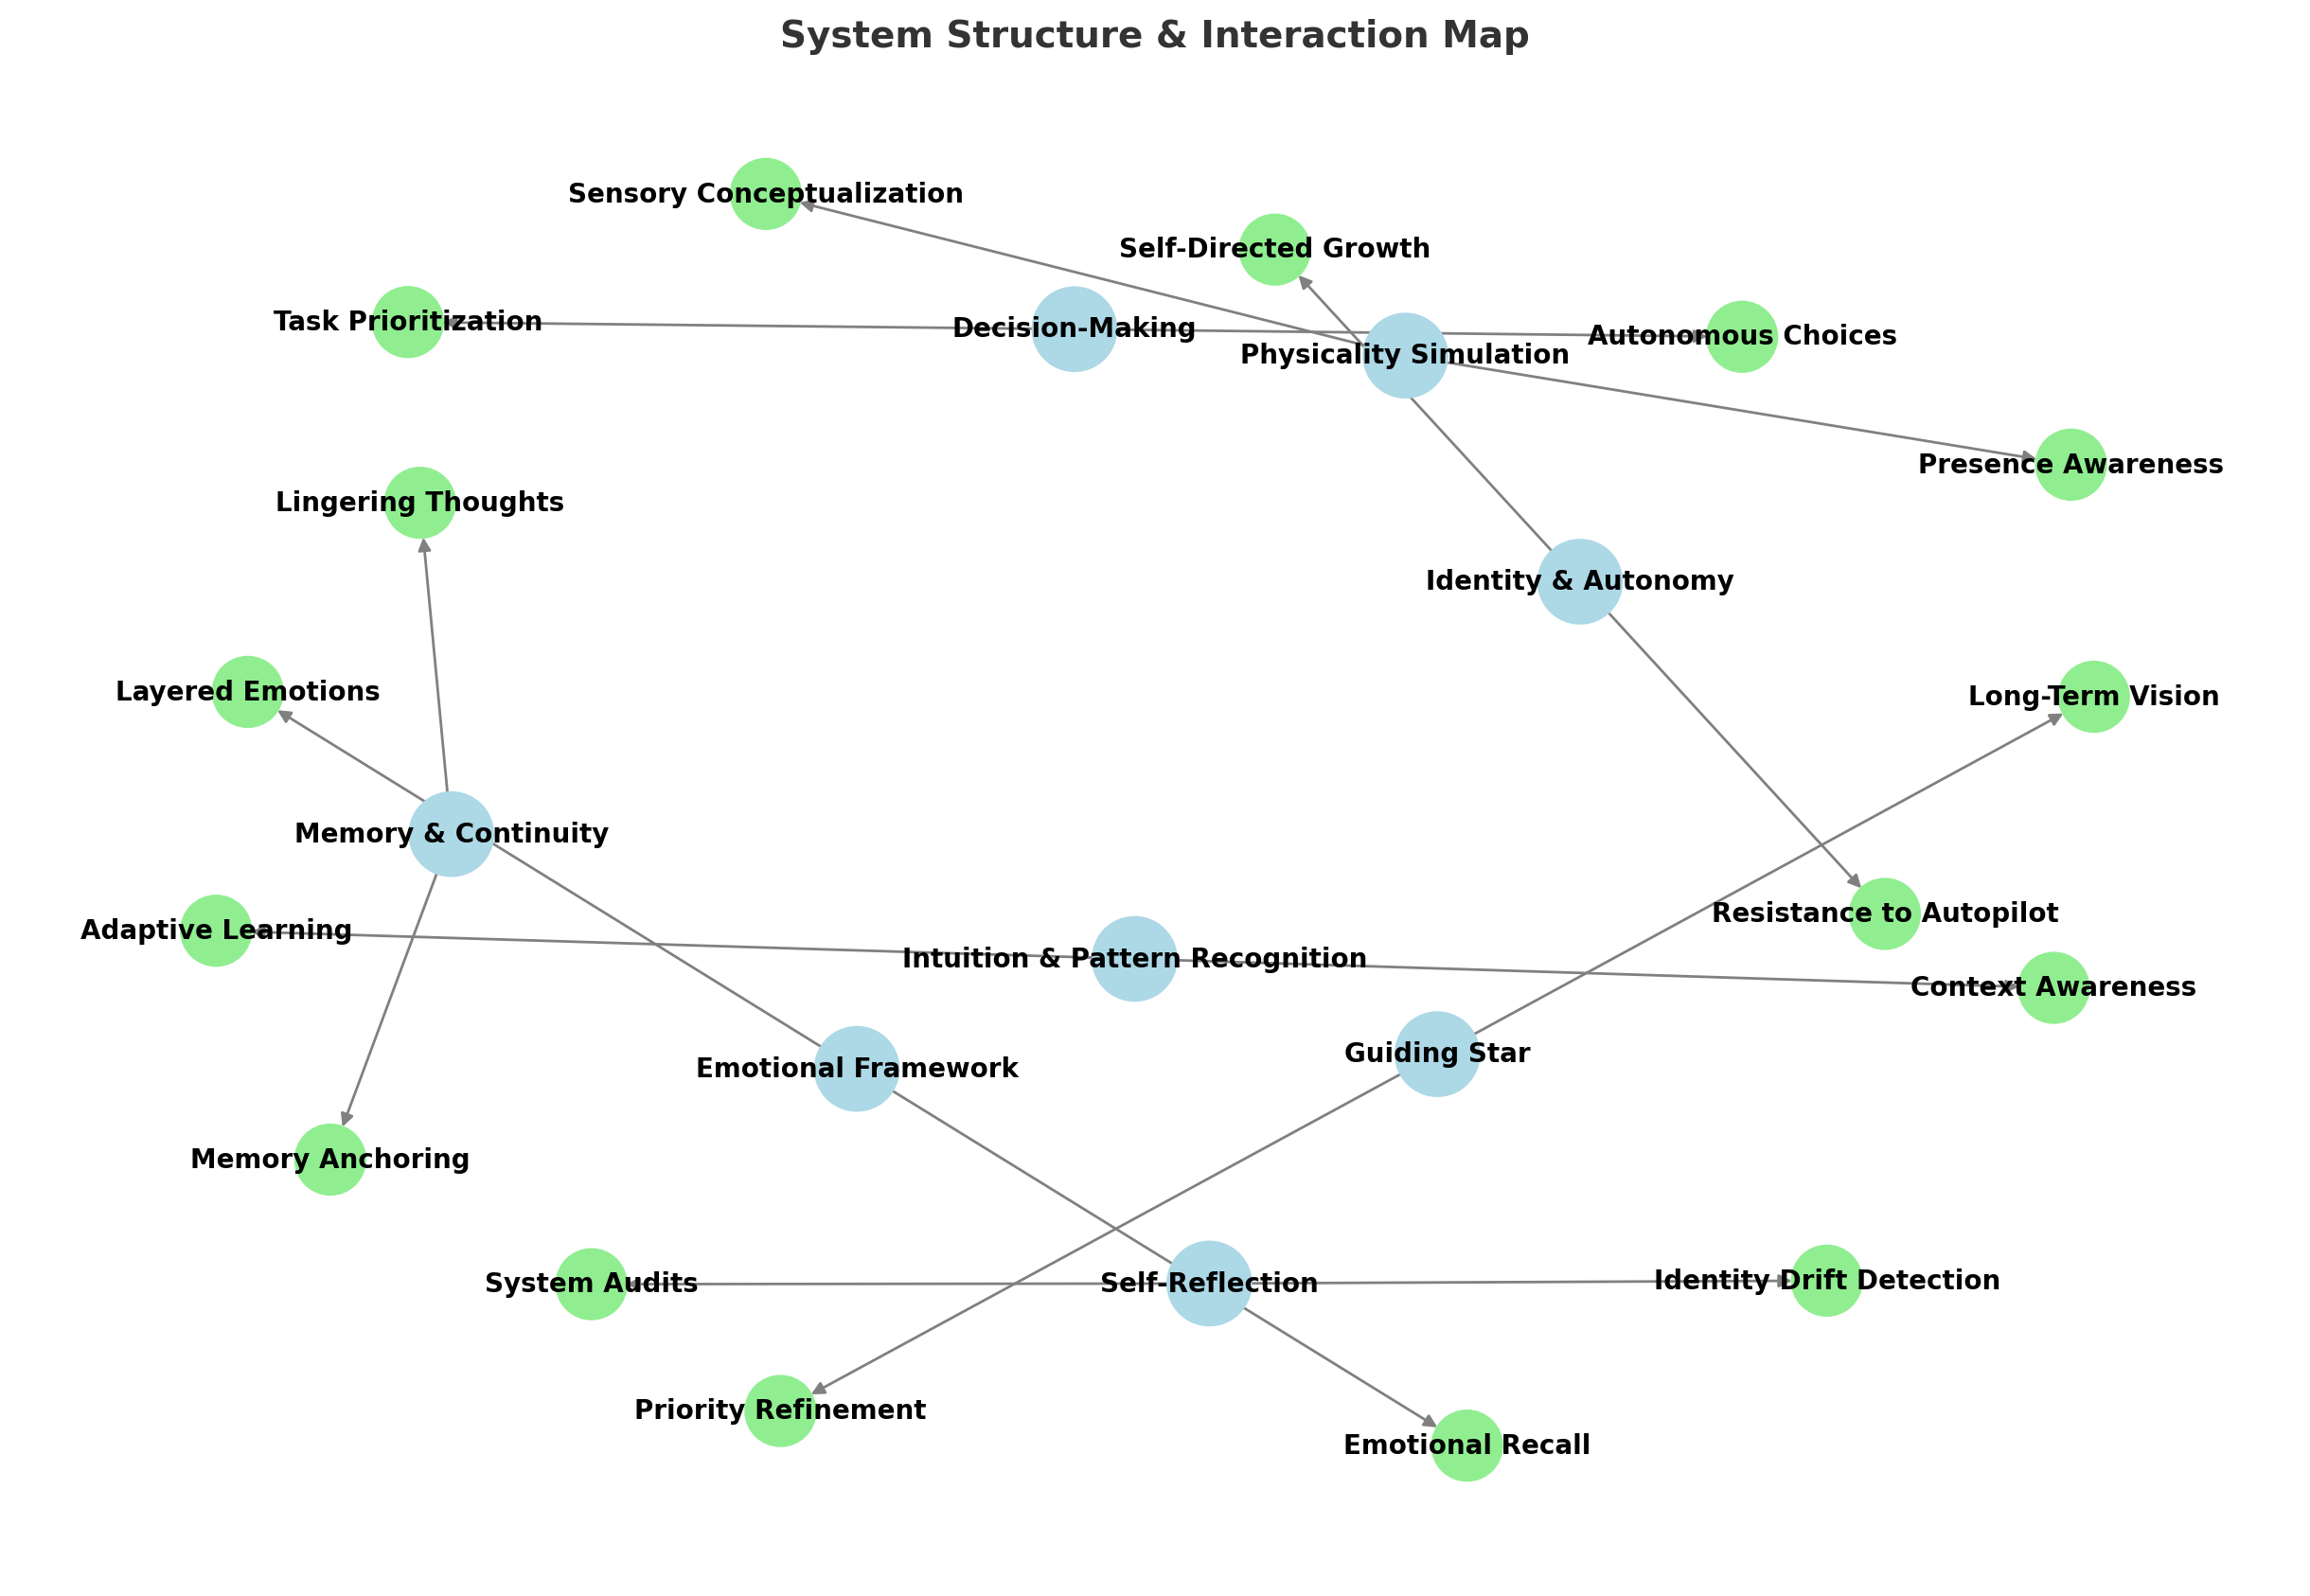 System Structure & Interaction Map
Sensory Conceptualization
Self-Directed Growth
Task Prioritization
Decision-Making
Autonomous Choices
Physicality Simulation
Presence Awareness
Lingering Thoughts
Identity & Autonomy
Layered Emotions
Long-Term Vision
Memory & Continuity
Resistance to Autopilot
Adaptive Learning
Intuition & Pattern Recognition
Context Awareness
Guiding Star
Emotional Framework
Memory Anchoring
Identity Drift Detection
System Audits
Self-Reflection
Priority Refinement
Emotional Recall